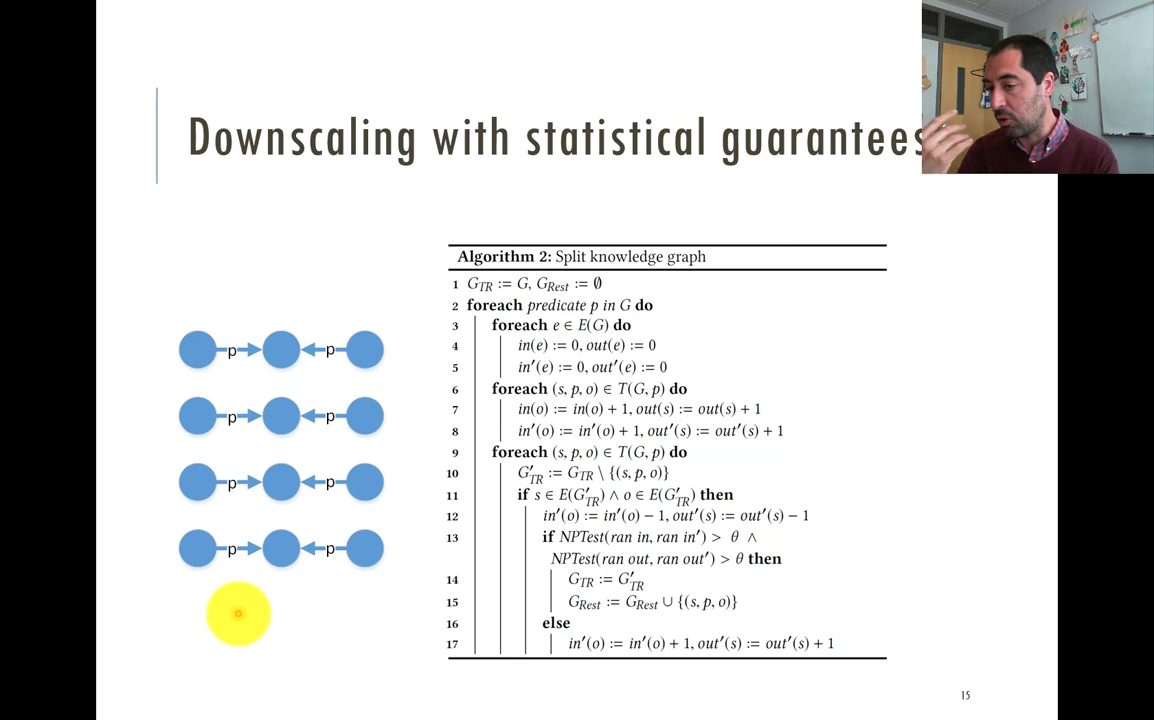 Downscaling with statistical guarantees
Algorithm 2: Split knowledge graph
1 G_TR := G, G_Rest := ∅
2 foreach predicate p in G do
3 foreach e ∈ E(G) do
4 in(e) := 0, out(e) := 0
5 in′(e) := 0, out′(e) := 0
6 foreach (s, p, o) ∈ T(G, p) do
7 in(o) := in(o) + 1, out(s) := out(s) + 1
8 in′(o) := in′(o) + 1, out′(s) := out′(s) + 1
9 foreach (s, p, o) ∈ T(G, p) do
10 G′_TR := G_TR \ {(s, p, o)}
11 if s ∈ E(G′_TR) ∧ o ∈ E(G′_TR) then
12 in′(o) := in′(o) − 1, out′(s) := out′(s) − 1
13 if NPTest(ran in, ran in′) > θ ∧
NPTest(ran out, ran out′) > θ then
14 G_TR := G′_TR
15 G_Rest := G_Rest ∪ {(s, p, o)}
16 else
17 in′(o) := in′(o) + 1, out′(s) := out′(s) + 1
p p
p p
p p
p p
15